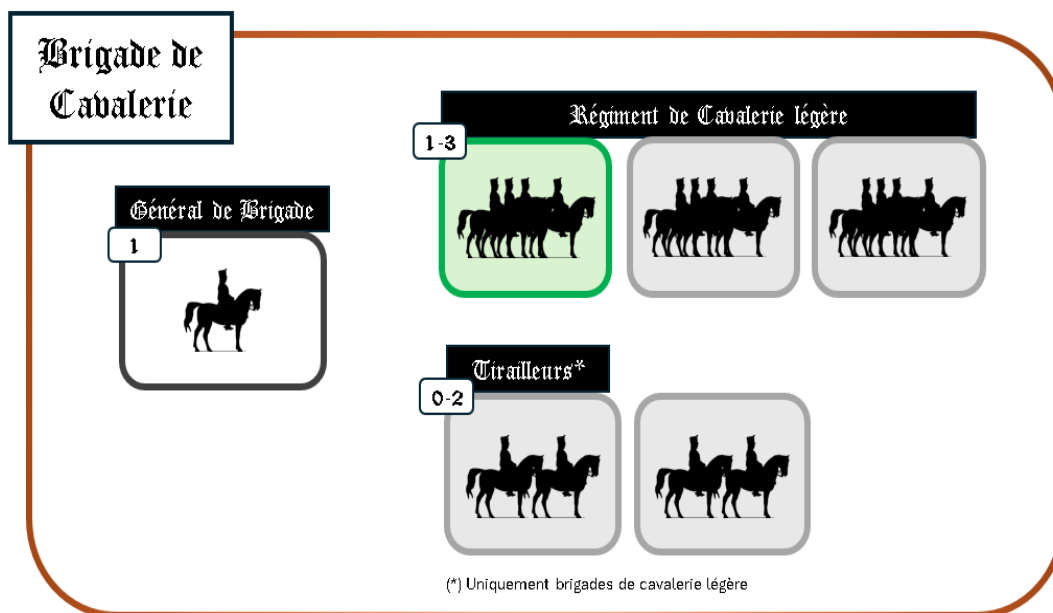 Brigade de
Cavalerie
Régiment de Cavalerie légère
1-3
Général de Brigade
1
Tirailleurs*
0-2
(*) Uniquement brigades de cavalerie légère